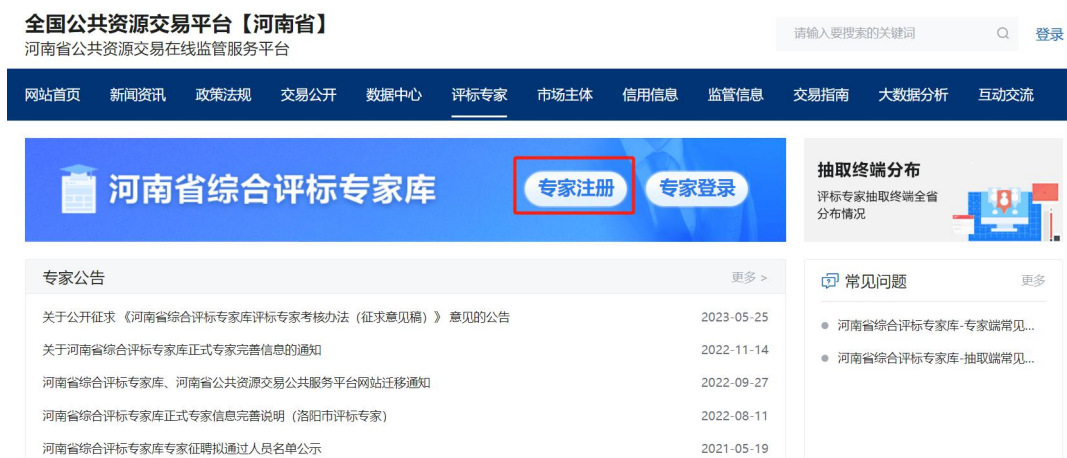 全国公共资源交易平台【河南省】
河南省公共资源交易在线监管服务平台
请输入要搜索的关键词
登录
网站首页 新闻资讯 政策法规 交易公开 数据中心 评标专家 市场主体 信用信息 监管信息 交易指南 大数据分析 互动交流
河南省综合评标专家库
专家注册 专家登录
抽取终端分布
评标专家抽取终端全省
分布情况
专家公告 更多 >
关于公开征求 《河南省综合评标专家库评标专家考核办法（征求意见稿）》 意见的公告 2023-05-25
关于河南省综合评标专家库正式专家完善信息的通知 2022-11-14
河南省综合评标专家库、河南省公共资源交易公共服务平台网站迁移通知 2022-09-27
河南省综合评标专家库正式专家信息完善说明（洛阳市评标专家） 2022-08-11
河南省综合评标专家库专家征聘拟通过人员名单公示 2021-05-19
常见问题 更多
河南省综合评标专家库-专家端常见...
河南省综合评标专家库-抽取端常见...